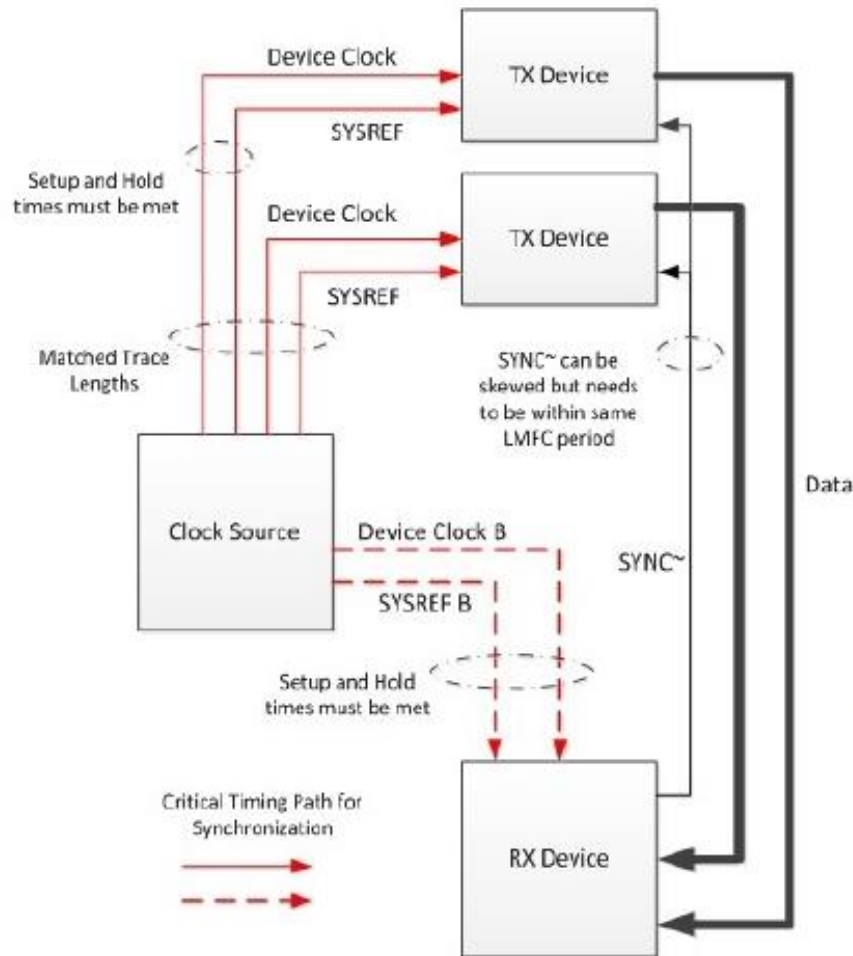 Device Clock
TX Device
SYSREF
Setup and Hold
times must be met
Device Clock
TX Device
SYSREF
Matched Trace
Lengths
SYNC~ can be
skewed but needs
to be within same
LMFC period
Data
Clock Source
Device Clock B
SYNC~
SYSREF B
Setup and Hold
times must be met
Critical Timing Path for
Synchronization
RX Device